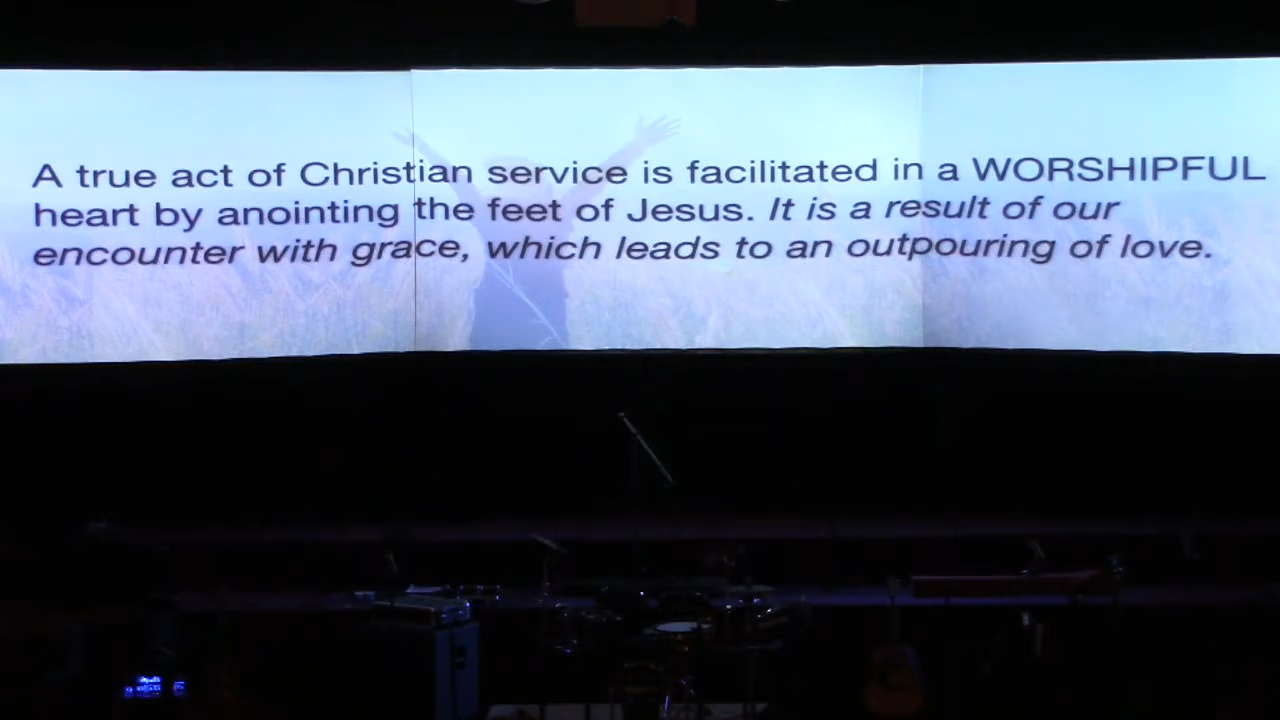 A true act of Christian service is facilitated in a WORSHIPFUL
heart by anointing the feet of Jesus. It is a result of our
encounter with grace, which leads to an outpouring of love.